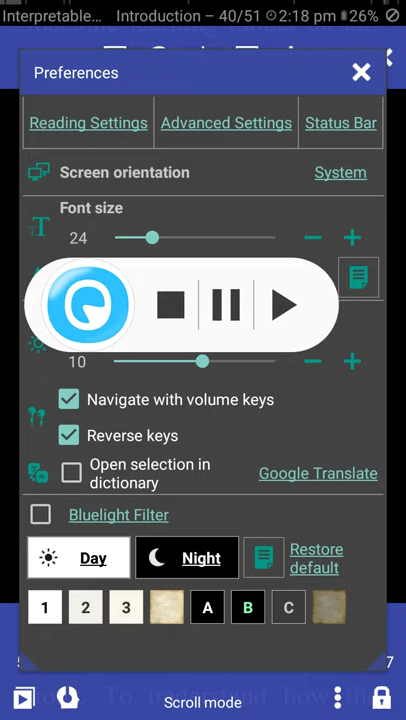 Interpretable... Introduction – 40/51 2:18 pm 26%
Preferences
Reading Settings Advanced Settings Status Bar
Screen orientation System
Font size
24
10
Navigate with volume keys
Reverse keys
Open selection in
dictionary
Google Translate
Bluelight Filter
Day Night Restore
default
1 2 3 A B C
5 7
Scroll mode